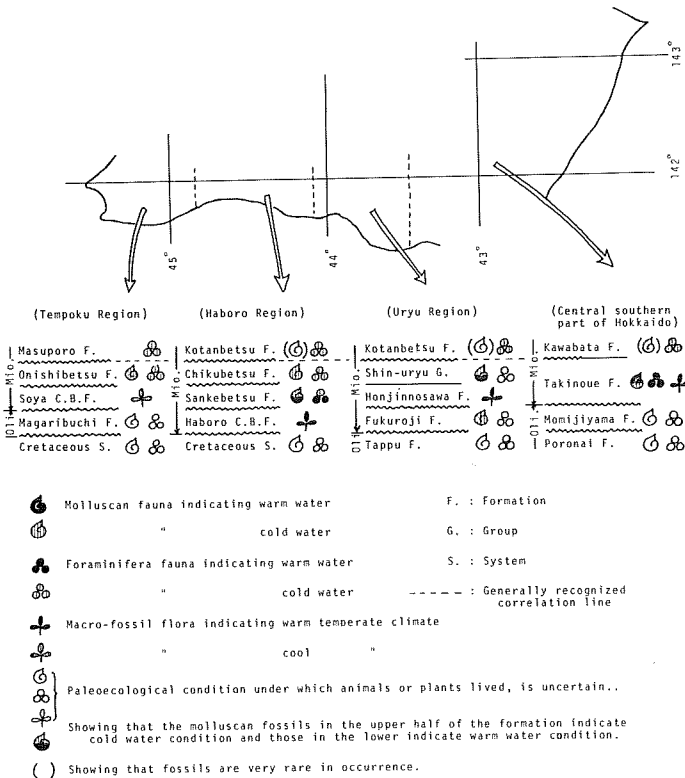 143°
142°
45°
44°
43°
(Tempoku Region)
(Haboro Region)
(Uryu Region)
(Central southern
part of Hokkaido)
Mio.
Oli.
Masuporo F.
Onishibetsu F.
Soya C.B.F.
Magaribuchi F.
Cretaceous S.
Mio.
Kotanbetsu F. ( )
Chikubetsu F.
Sankebetsu F.
Haboro C.B.F.
Cretaceous S.
Mio.
Oli
Kotanbetsu F. ( )
Shin-uryu G.
Honjinnosawa F.
Fukuroji F.
Tappu F.
Mio.
Oli.
Kawabata F. ( )
Takinoue F.
Momijiyama F.
Poronai F.
Molluscan fauna indicating warm water
" cold water
Foraminifera fauna indicating warm water
" cold water
Macro-fossil flora indicating warm temperate climate
" cool "
Paleoecological condition under which animals or plants lived, is uncertain..
Showing that the molluscan fossils in the upper half of the formation indicate
cold water condition and those in the lower indicate warm water condition.
( ) Showing that fossils are very rare in occurrence.
F. : Formation
G. : Group
S. : System
----- : Generally recognized
correlation line